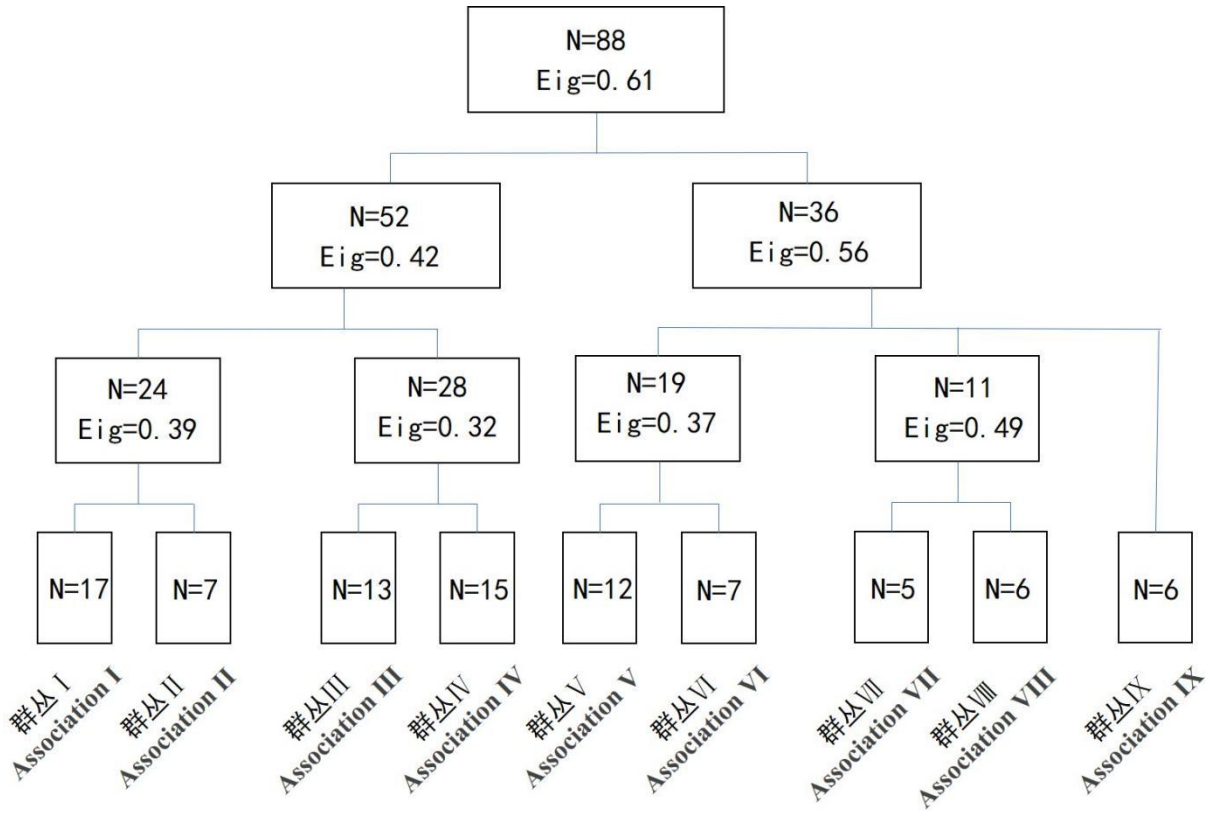 N=88
Eig=0.61
N=52
Eig=0.42
N=36
Eig=0.56
N=24
Eig=0.39
N=28
Eig=0.32
N=19
Eig=0.37
N=11
Eig=0.49
N=17
N=7
N=13
N=15
N=12
N=7
N=5
N=6
N=6
群丛Ⅰ
Association I
群丛Ⅱ
Association II
群丛Ⅲ
Association III
群丛Ⅳ
Association IV
群丛Ⅴ
Association V
群丛Ⅵ
Association VI
群丛Ⅶ
Association VII
群丛Ⅷ
Association VIII
群丛Ⅸ
Association IX